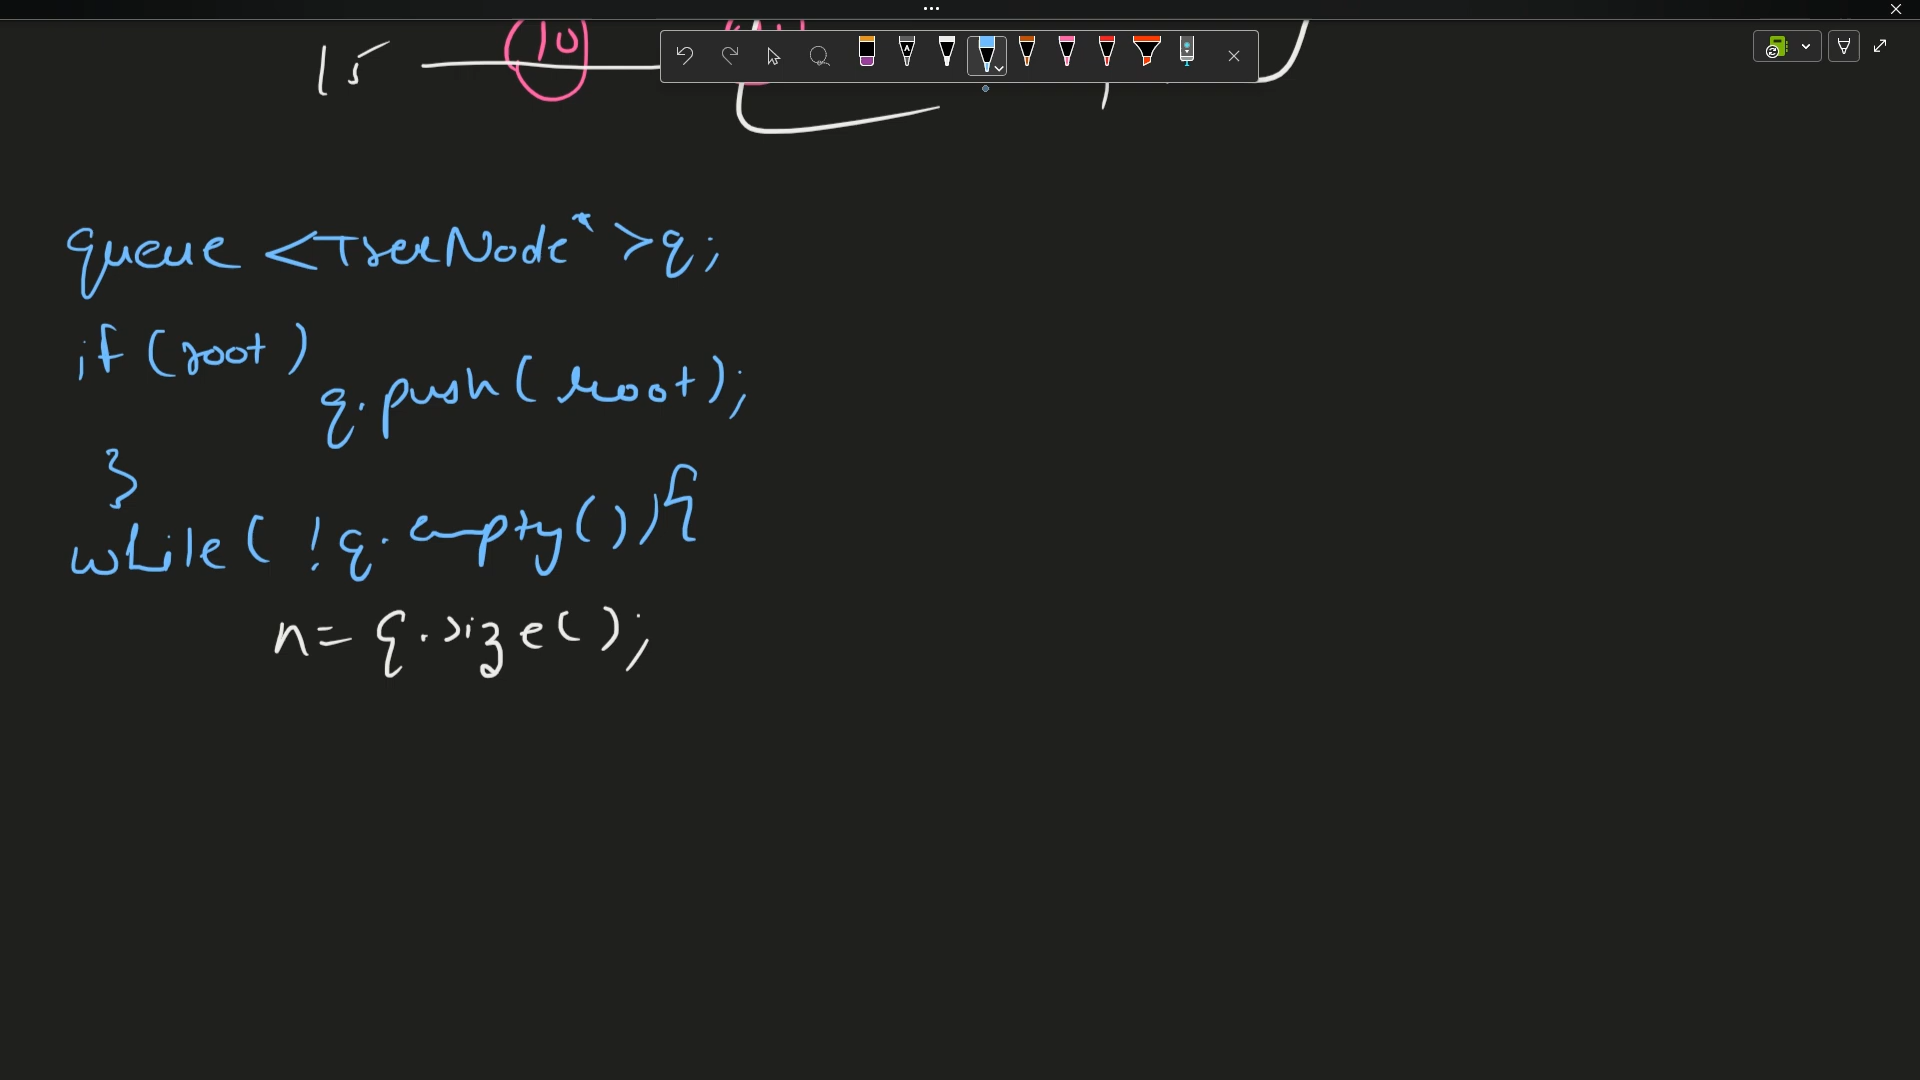 15 10
queue <TreeNode*>q;
if (root)
q.push(root);
}
while( !q.empty()){
n= q.size();